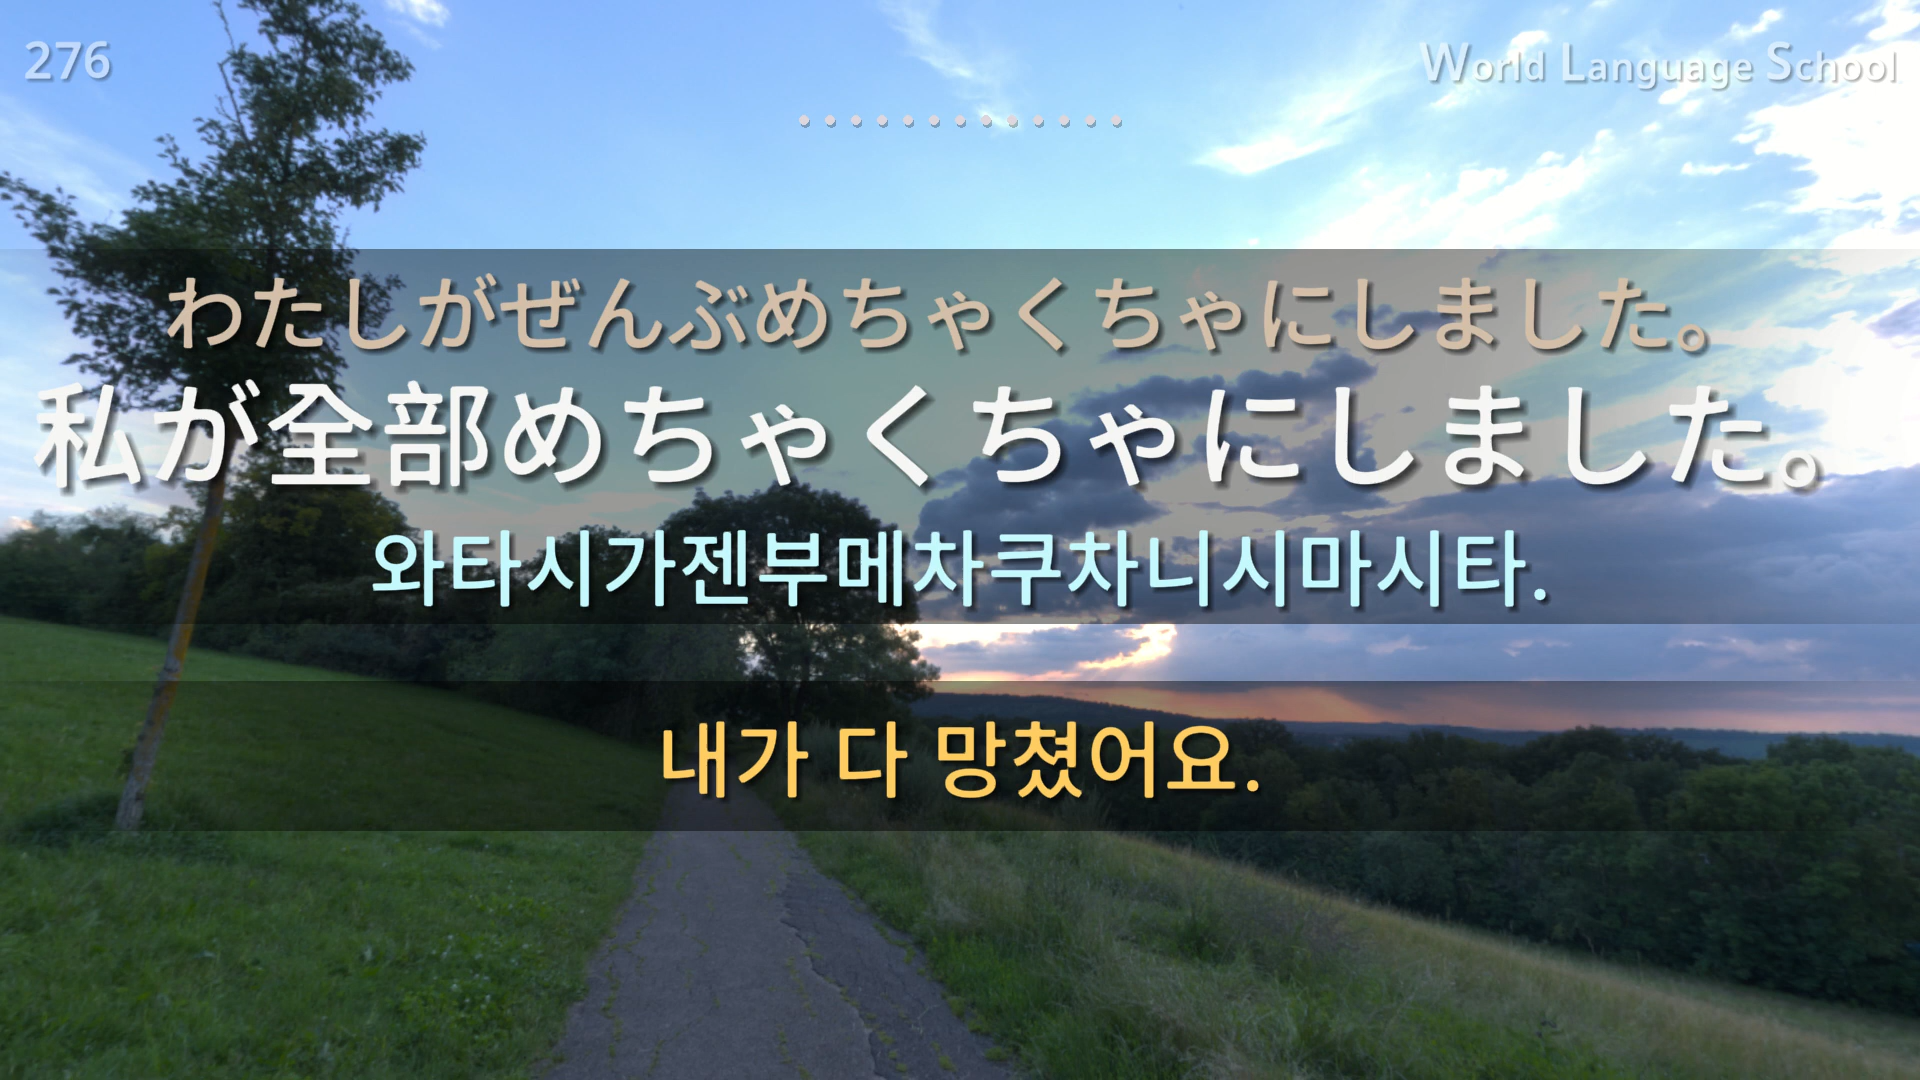 276
World Language School
.............
わたしがぜんぶめちゃくちゃにしました。
私が全部めちゃくちゃにしました。
와타시가젠부메차쿠차니시마시타.
내가 다 망쳤어요.